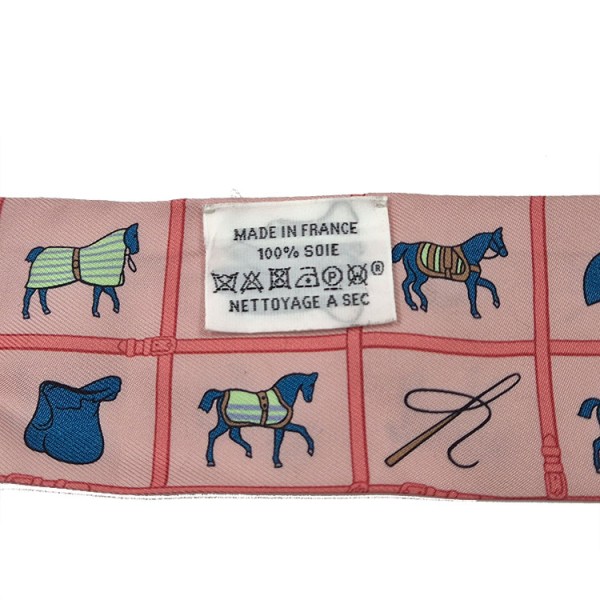 MADE IN FRANCE
100% SOIE
®
NETTOYAGE A SEC